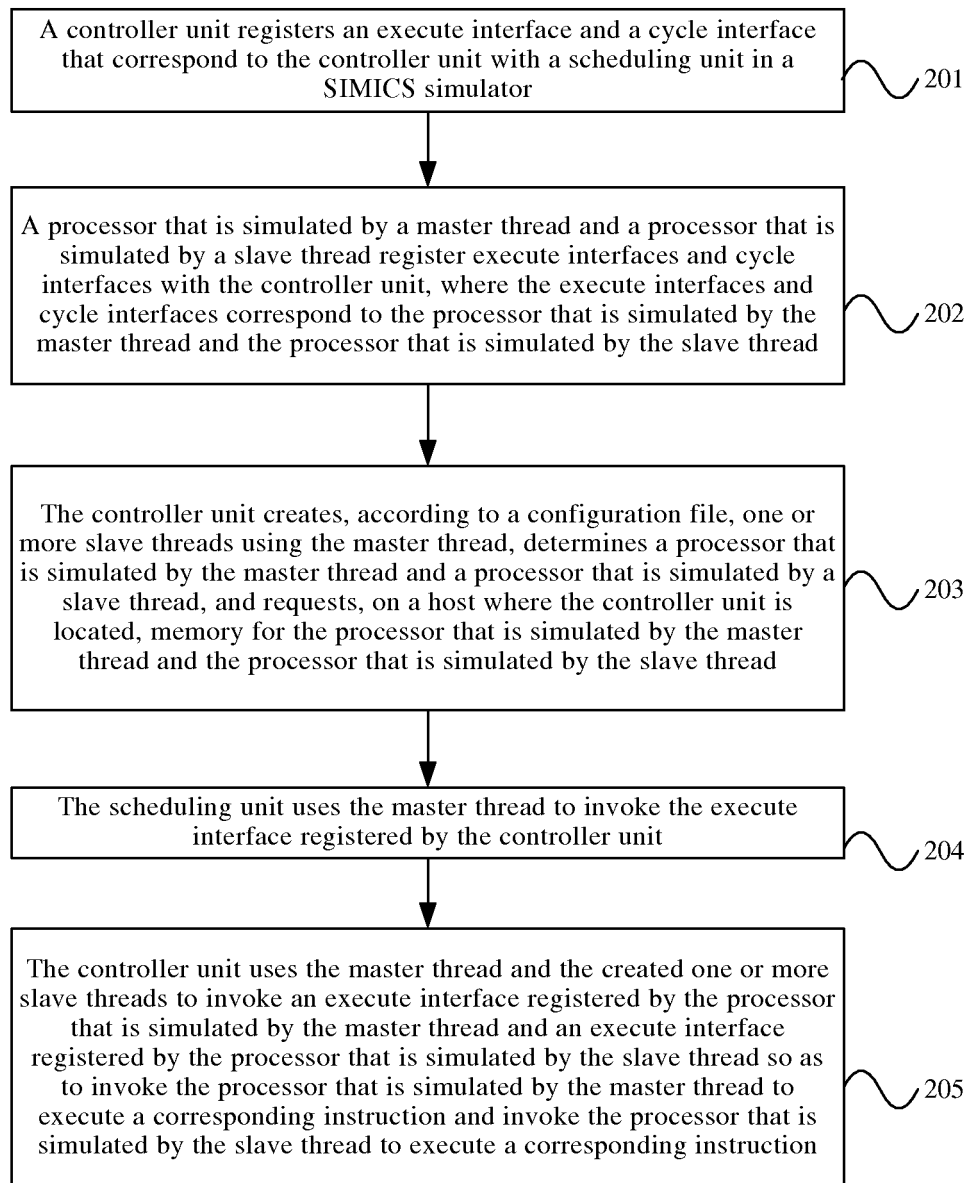 A controller unit registers an execute interface and a cycle interface
that correspond to the controller unit with a scheduling unit in a
SIMICS simulator
201
A processor that is simulated by a master thread and a processor that is
simulated by a slave thread register execute interfaces and cycle
interfaces with the controller unit, where the execute interfaces and
cycle interfaces correspond to the processor that is simulated by the
master thread and the processor that is simulated by the slave thread
202
The controller unit creates, according to a configuration file, one or
more slave threads using the master thread, determines a processor that
is simulated by the master thread and a processor that is simulated by a
slave thread, and requests, on a host where the controller unit is
located, memory for the processor that is simulated by the master
thread and the processor that is simulated by the slave thread
203
The scheduling unit uses the master thread to invoke the execute
interface registered by the controller unit
204
The controller unit uses the master thread and the created one or more
slave threads to invoke an execute interface registered by the processor
that is simulated by the master thread and an execute interface
registered by the processor that is simulated by the slave thread so as
to invoke the processor that is simulated by the master thread to
execute a corresponding instruction and invoke the processor that is
simulated by the slave thread to execute a corresponding instruction
205